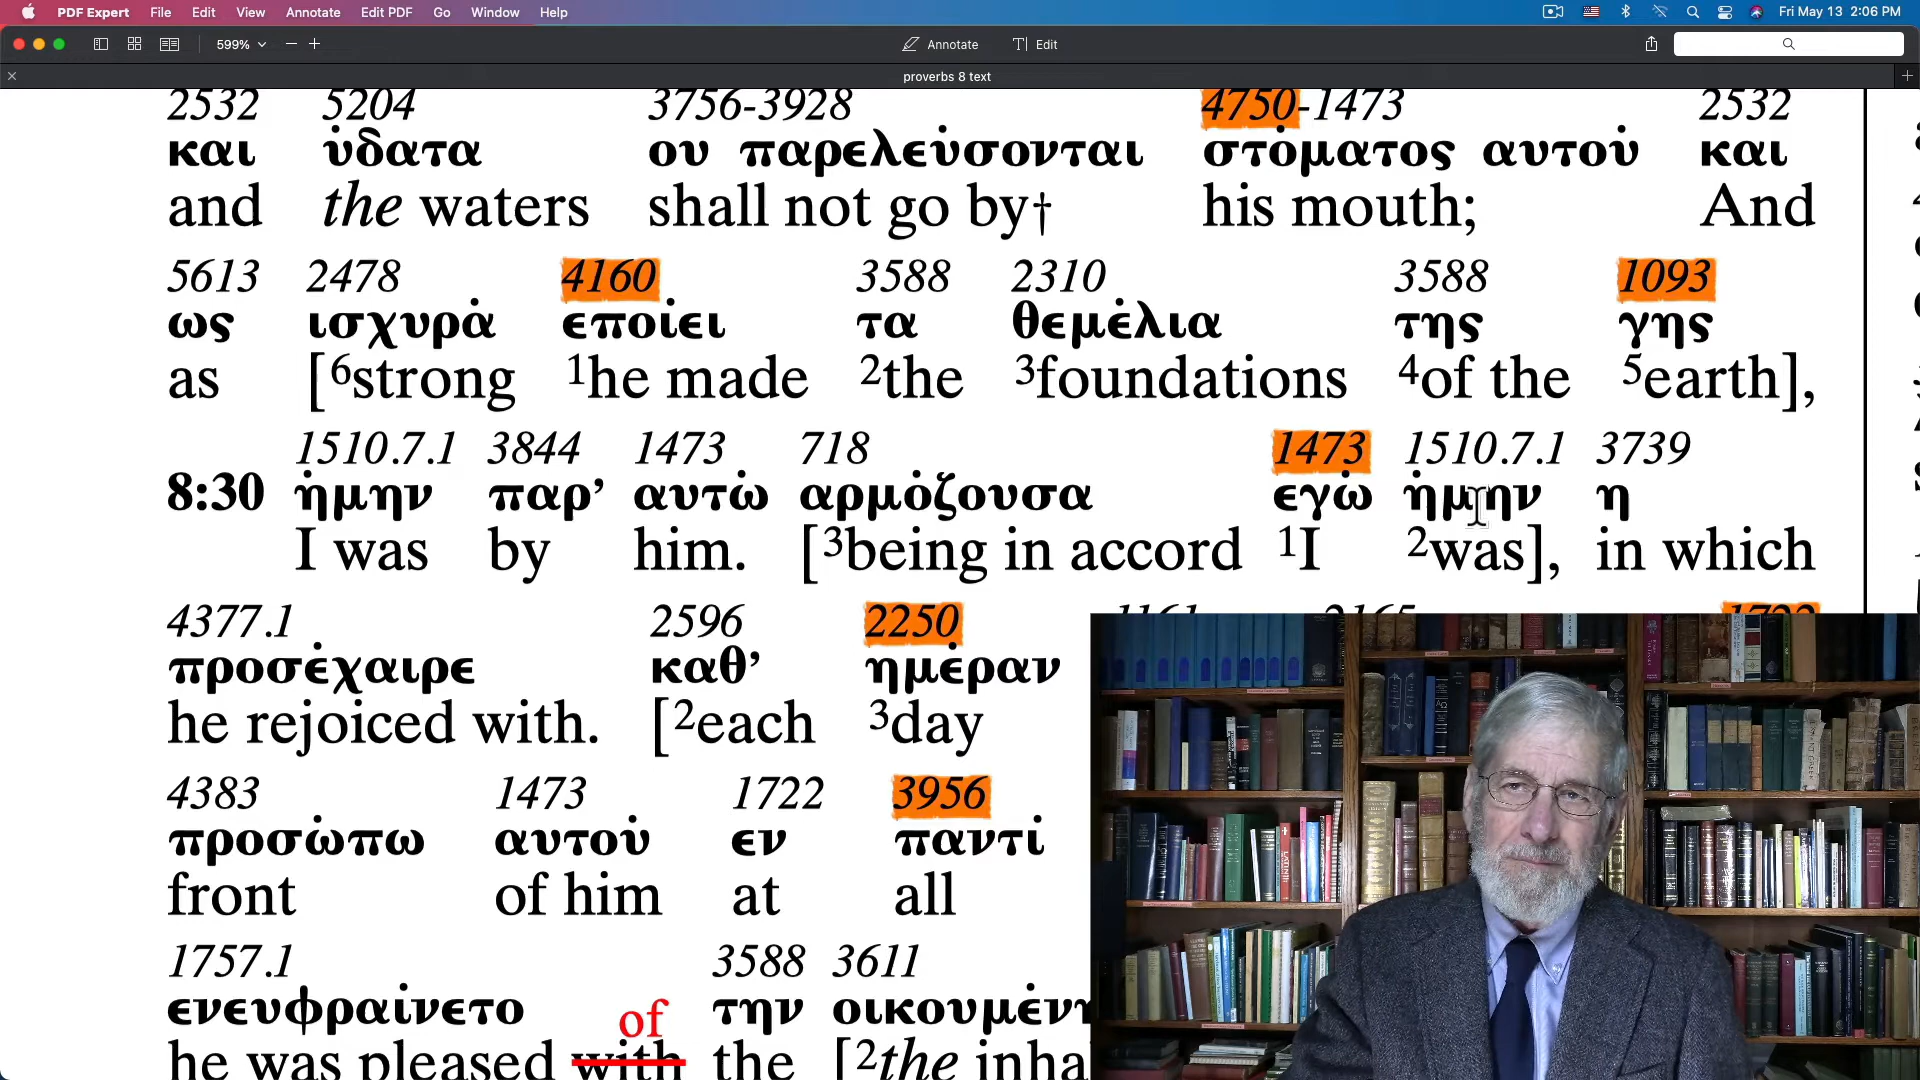 PDF Expert File Edit View Annotate Edit PDF Go Window Help Fri May 13 2:06 PM
599% Annotate Edit
proverbs 8 text
2532 5204 3756-3928 4750-1473 2532
και ύδατα ου παρελεύσονται στόματος αυτού και
and the waters shall not go by† his mouth; And
5613 2478 4160 3588 2310 3588 1093
ως ισχυρά εποίει τα θεμέλια της γης
as [6strong 1he made 2the 3foundations 4of the 5earth],
1510.7.1 3844 1473 718 1473 1510.7.1 3739
8:30 ήμην παρ’ αυτώ αρμόζουσα εγώ ήμην η
I was by him. [3being in accord 1I 2was], in which
4377.1 2596 2250 1161 2165 1722
προσέχαιρε καθ’ ημέραν
he rejoiced with. [2each 3day
4383 1473 1722 3956
προσώπω αυτού εν παντί
front of him at all
1757.1 3588 3611
ενευφραίνετο of την οικουμένη
he was pleased with the [2the inha